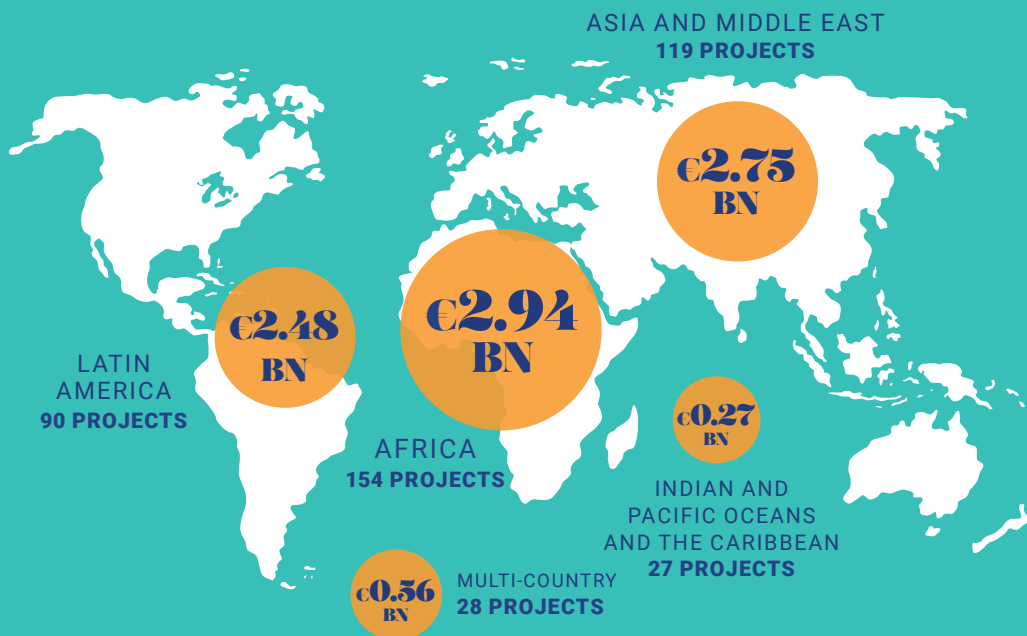 ASIA AND MIDDLE EAST
119 PROJECTS
€2.75
BN
€2.48
BN
LATIN
AMERICA
90 PROJECTS
€2.94
BN
AFRICA
154 PROJECTS
€0.27
BN
INDIAN AND
PACIFIC OCEANS
AND THE CARIBBEAN
27 PROJECTS
€0.56
BN
MULTI-COUNTRY
28 PROJECTS